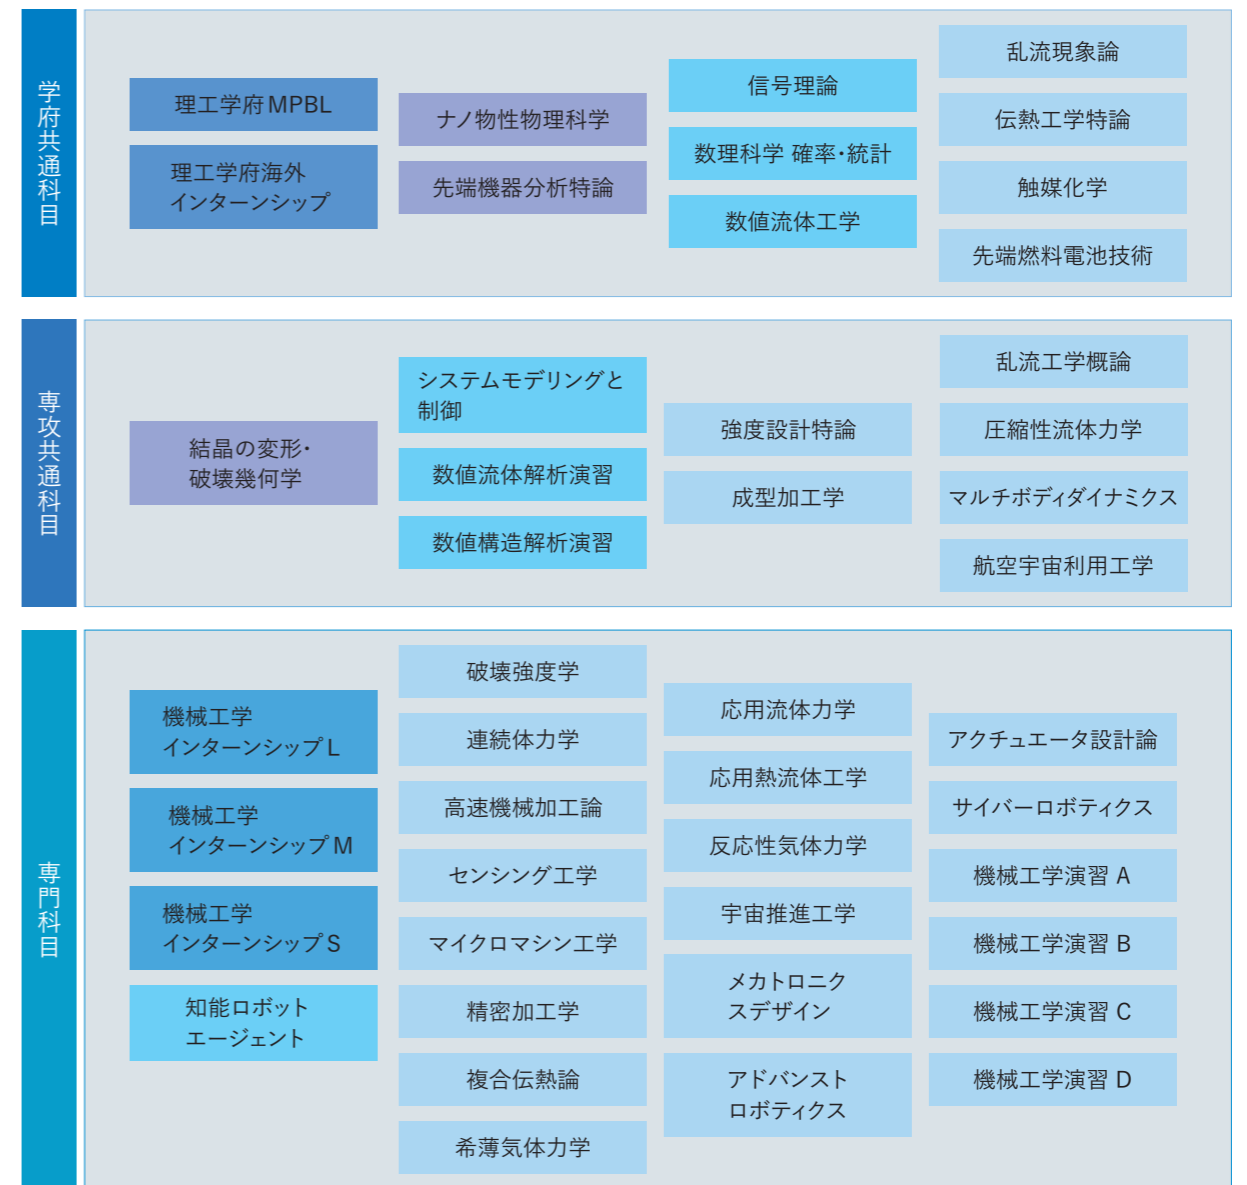 学府共通科目
理工学府MPBL
理工学府海外
インターンシップ
ナノ物性物理科学
先端機器分析特論
信号理論
数理科学 確率・統計
数値流体工学
乱流現象論
伝熱工学特論
触媒化学
先端燃料電池技術
専攻共通科目
結晶の変形・
破壊幾何学
システムモデリングと
制御
数値流体解析演習
数値構造解析演習
強度設計特論
成型加工学
乱流工学概論
圧縮性流体力学
マルチボディダイナミクス
航空宇宙利用工学
専門科目
機械工学
インターンシップ L
機械工学
インターンシップ M
機械工学
インターンシップ S
知能ロボット
エージェント
破壊強度学
連続体力学
高速機械加工論
センシング工学
マイクロマシン工学
精密加工学
複合伝熱論
希薄気体力学
応用流体力学
応用熱流体工学
反応性気体力学
宇宙推進工学
メカトロニク
スデザイン
アドバンスト
ロボティクス
アクチュエータ設計論
サイバーロボティクス
機械工学演習 A
機械工学演習 B
機械工学演習 C
機械工学演習 D